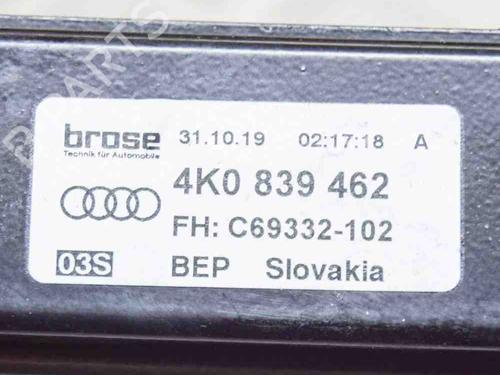 brose 31.10.19 02:17:18 A
Technik für Automobile
4K0 839 462
FH: C69332-102
03S BEP Slovakia